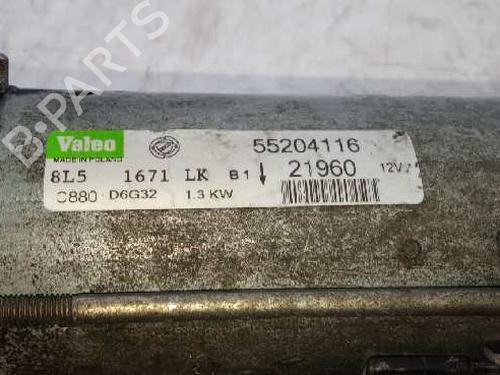 B-PARTS
Valeo
MADE IN POLAND
55204116
8L5 1671 LK B1 21960 12V
C880 D6G32 1.3 KW